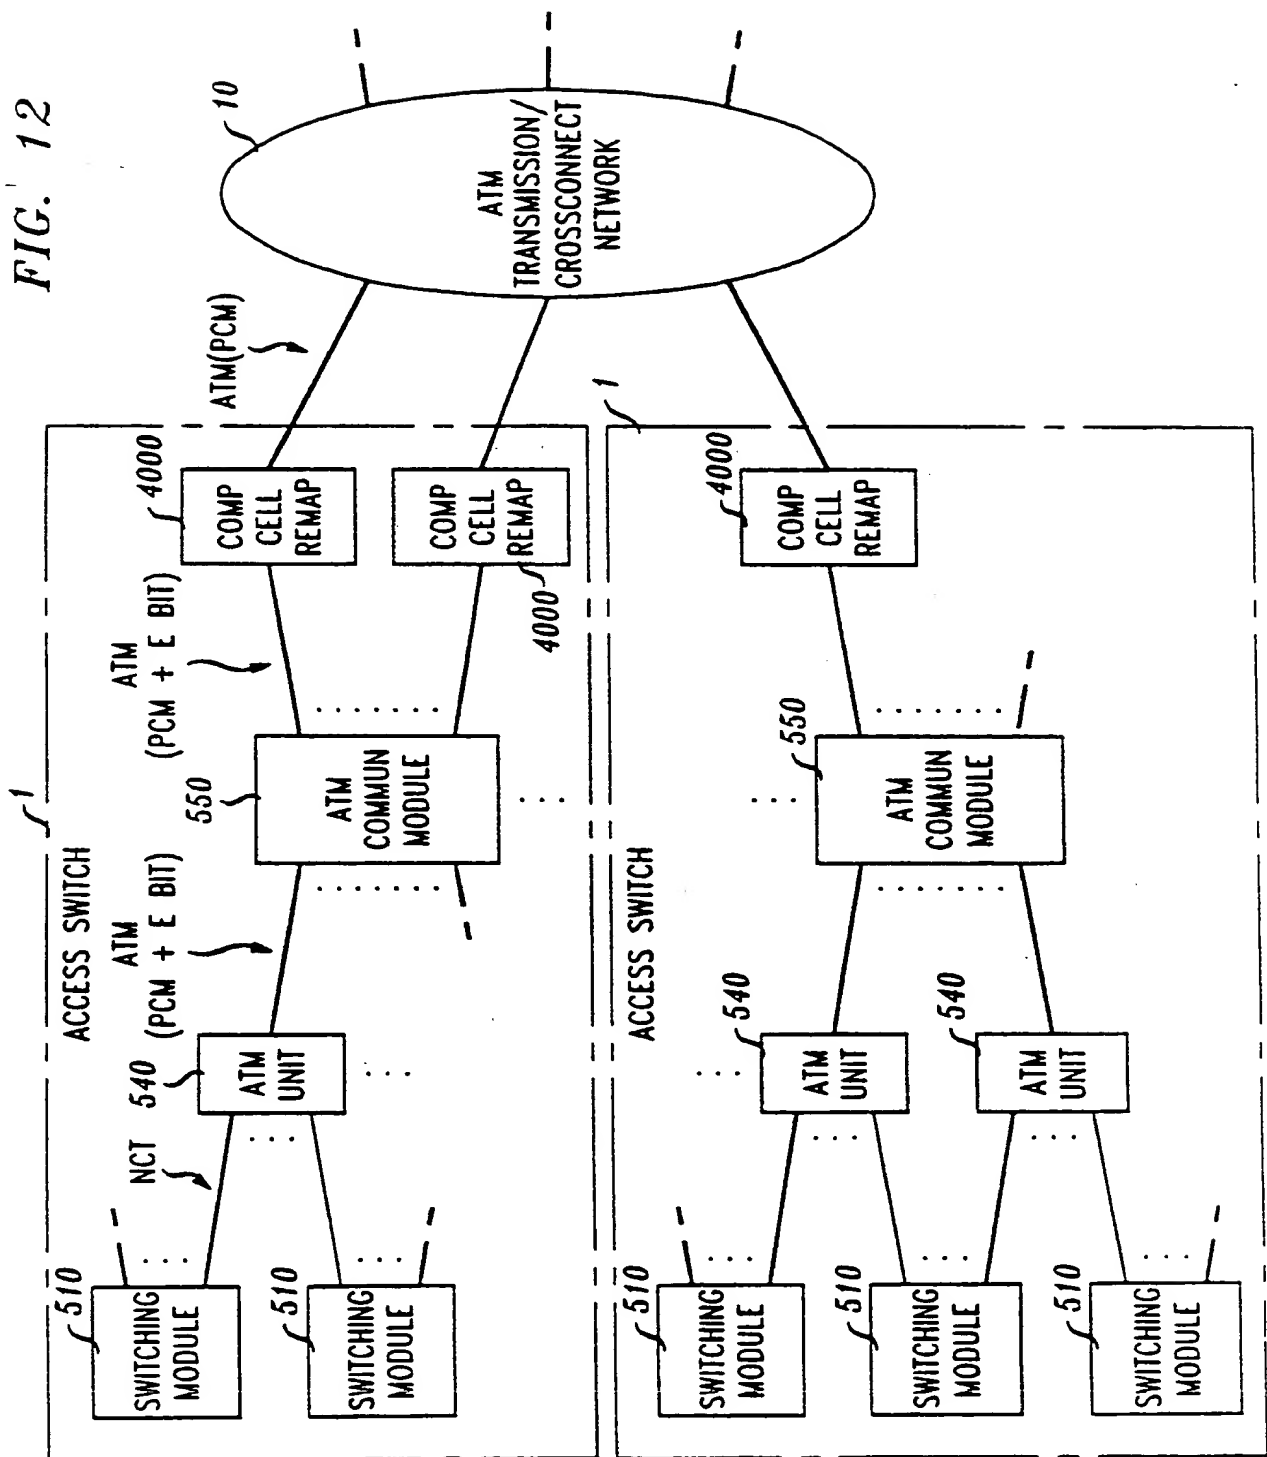 FIG. 12
10
ATM
TRANSMISSION/
CROSSCONNECT
NETWORK
ATM(PCM)
1
ACCESS SWITCH
4000
COMP
CELL
REMAP
COMP
CELL
REMAP
4000
ATM
(PCM + E BIT)
550
ATM
COMMUN
MODULE
ATM
(PCM + E BIT)
540
ATM
UNIT
NCT
510
SWITCHING
MODULE
510
SWITCHING
MODULE
1
ACCESS SWITCH
4000
COMP
CELL
REMAP
550
ATM
COMMUN
MODULE
540
ATM
UNIT
540
ATM
UNIT
510
SWITCHING
MODULE
510
SWITCHING
MODULE
510
SWITCHING
MODULE